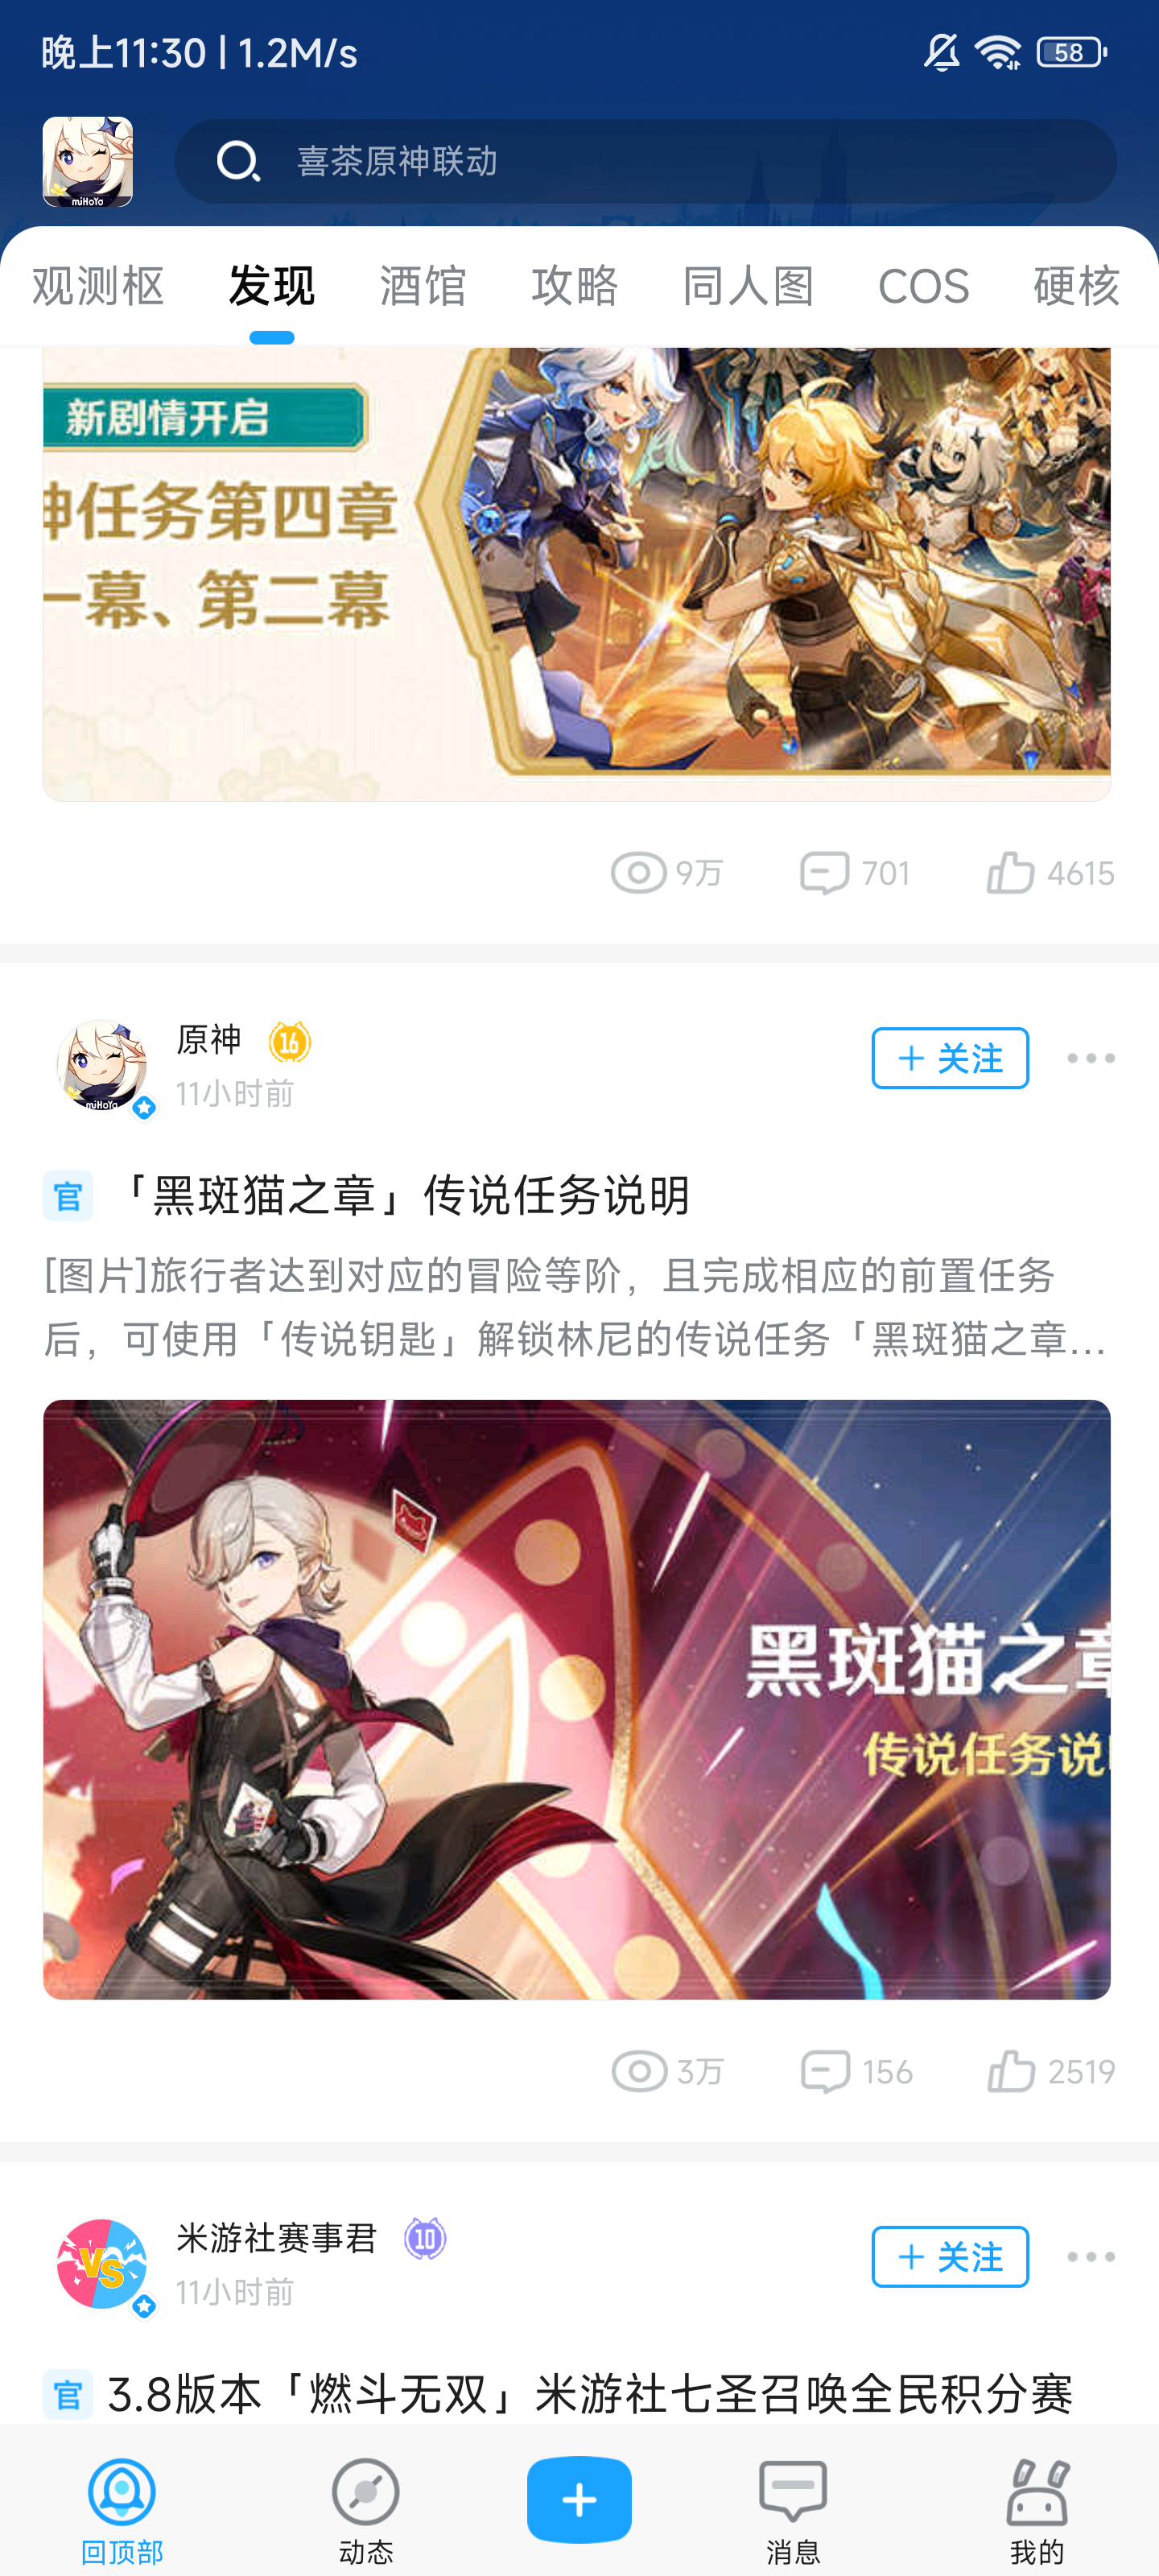 晚上11:30 | 1.2M/s
58
miHoYo
喜茶原神联动
观测枢 发现 酒馆 攻略 同人图 COS 硬核
新剧情开启
神任务第四章
一幕、第二幕
9万 701 4615
原神 16
+ 关注
miHoYo
11小时前
官 「黑斑猫之章」传说任务说明
[图片]旅行者达到对应的冒险等阶，且完成相应的前置任务
后，可使用「传说钥匙」解锁林尼的传说任务「黑斑猫之章...
黑斑猫之章
传说任务说
3万 156 2519
米游社赛事君 10
+ 关注
VS
11小时前
官 3.8版本「燃斗无双」米游社七圣召唤全民积分赛
回顶部 动态 消息 我的